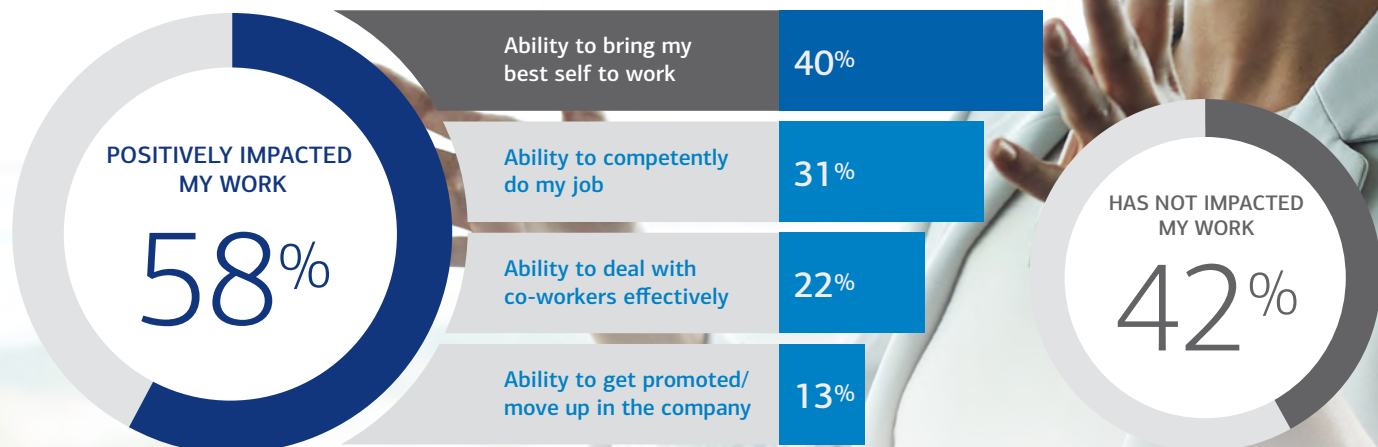 POSITIVELY IMPACTED
MY WORK
58%
Ability to bring my
best self to work
40%
Ability to competently
do my job
31%
Ability to deal with
co-workers effectively
22%
Ability to get promoted/
move up in the company
13%
HAS NOT IMPACTED
MY WORK
42%